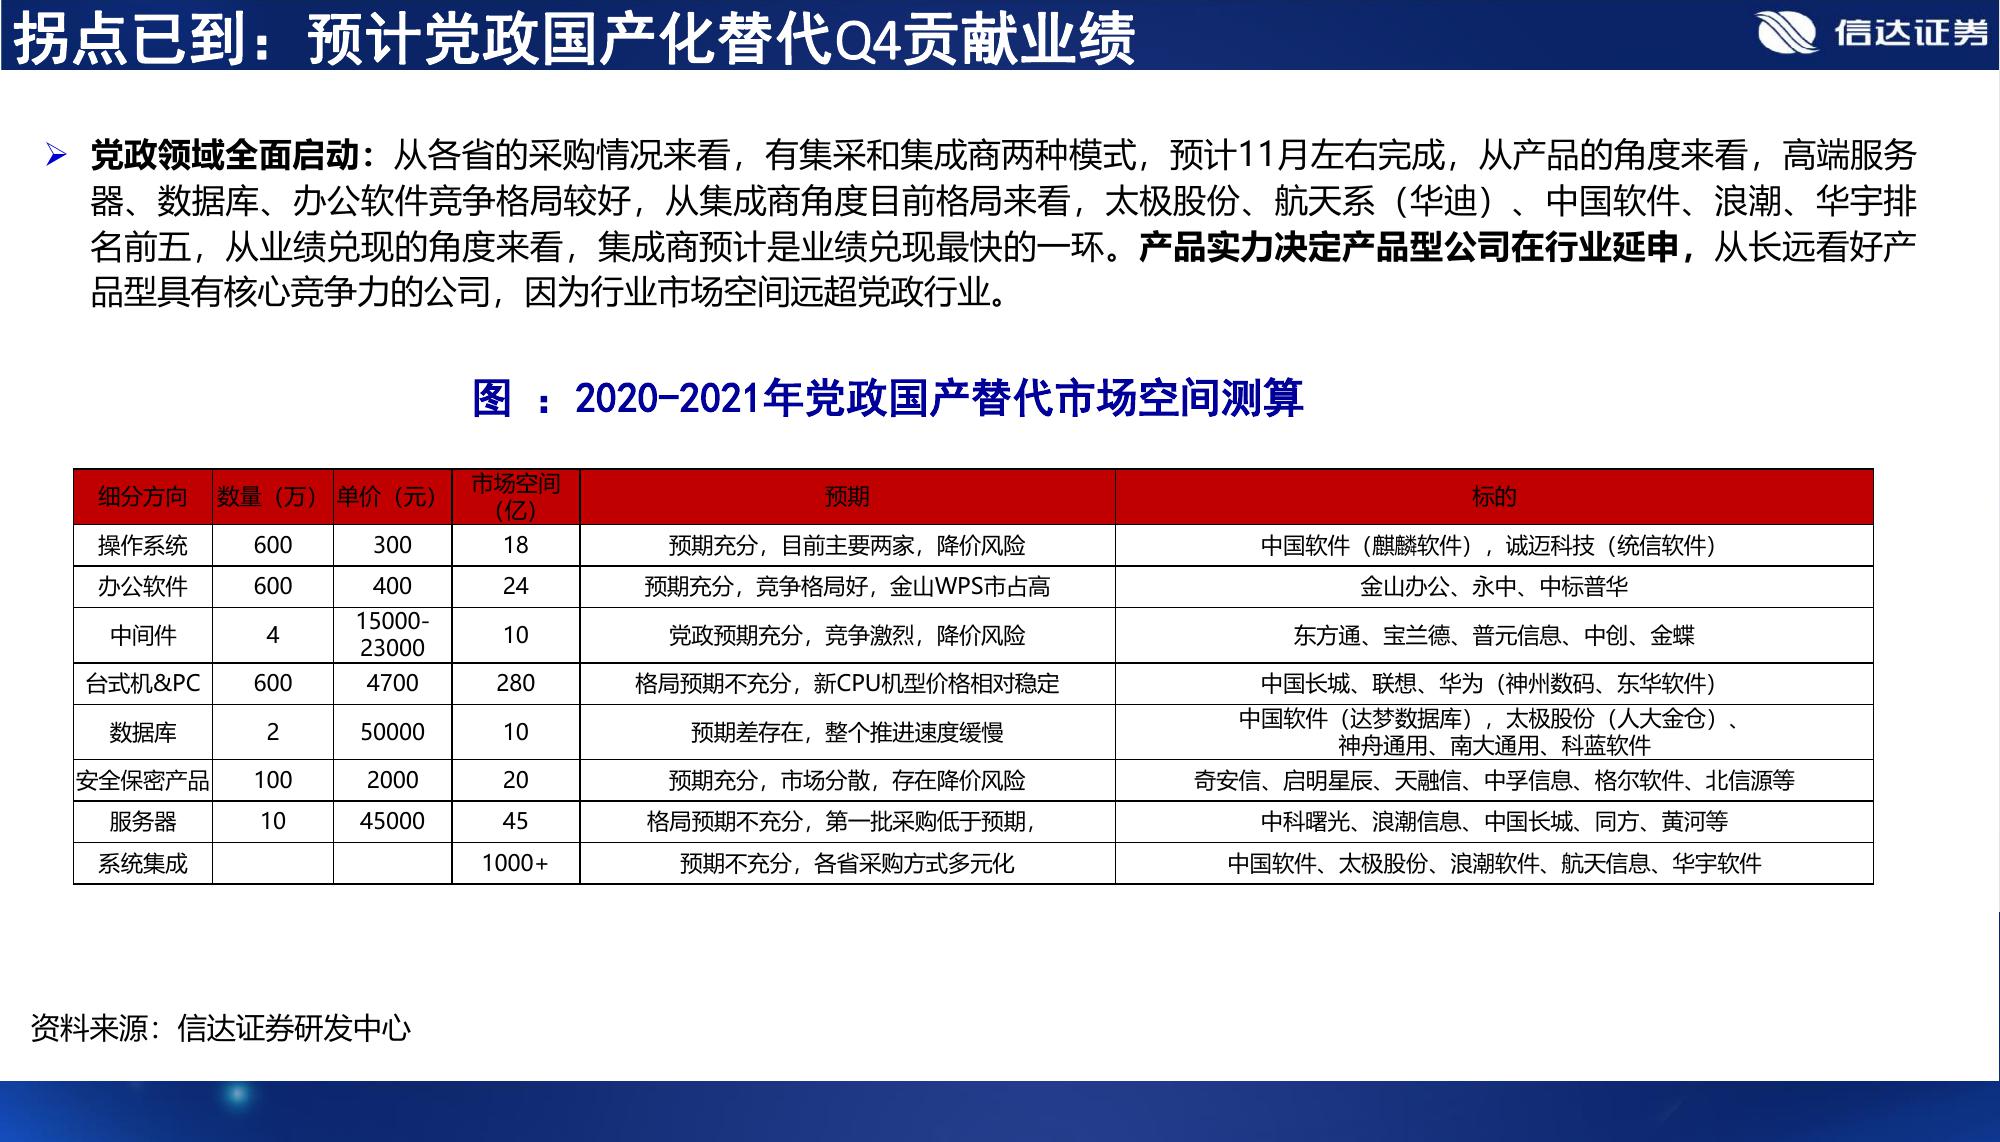 拐点已到：预计党政国产化替代Q4贡献业绩
信达证券
党政领域全面启动：从各省的采购情况来看，有集采和集成商两种模式，预计11月左右完成，从产品的角度来看，高端服务
器、数据库、办公软件竞争格局较好，从集成商角度目前格局来看，太极股份、航天系（华迪）、中国软件、浪潮、华宇排
名前五，从业绩兑现的角度来看，集成商预计是业绩兑现最快的一环。产品实力决定产品型公司在行业延申，从长远看好产
品型具有核心竞争力的公司，因为行业市场空间远超党政行业。
图 ：2020-2021年党政国产替代市场空间测算
细分方向 数量（万） 单价（元） 市场空间（亿） 预期 标的
操作系统 600 300 18 预期充分，目前主要两家，降价风险 中国软件（麒麟软件），诚迈科技（统信软件）
办公软件 600 400 24 预期充分，竞争格局好，金山WPS市占高 金山办公、永中、中标普华
中间件 4 15000-23000 10 党政预期充分，竞争激烈，降价风险 东方通、宝兰德、普元信息、中创、金蝶
台式机&PC 600 4700 280 格局预期不充分，新CPU机型价格相对稳定 中国长城、联想、华为（神州数码、东华软件）
数据库 2 50000 10 预期差存在，整个推进速度缓慢 中国软件（达梦数据库），太极股份（人大金仓）、神舟通用、南大通用、科蓝软件
安全保密产品 100 2000 20 预期充分，市场分散，存在降价风险 奇安信、启明星辰、天融信、中孚信息、格尔软件、北信源等
服务器 10 45000 45 格局预期不充分，第一批采购低于预期， 中科曙光、浪潮信息、中国长城、同方、黄河等
系统集成 1000+ 预期不充分，各省采购方式多元化 中国软件、太极股份、浪潮软件、航天信息、华宇软件
资料来源：信达证券研发中心